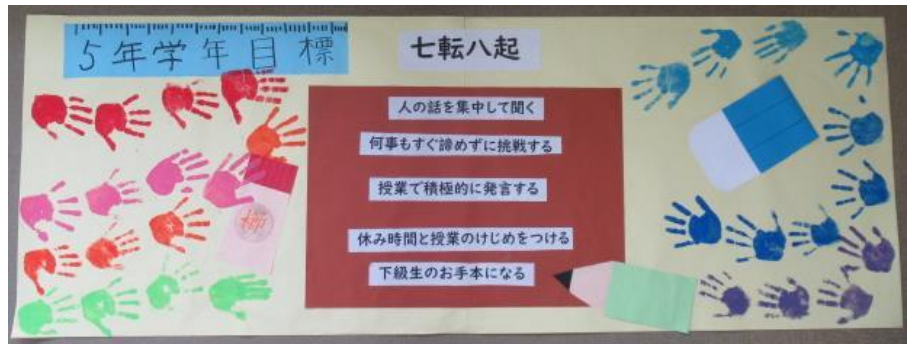 5年学年目標
七転八起
人の話を集中して聞く
何事もすぐ諦めずに挑戦する
授業で積極的に発言する
休み時間と授業のけじめをつける
下級生のお手本になる